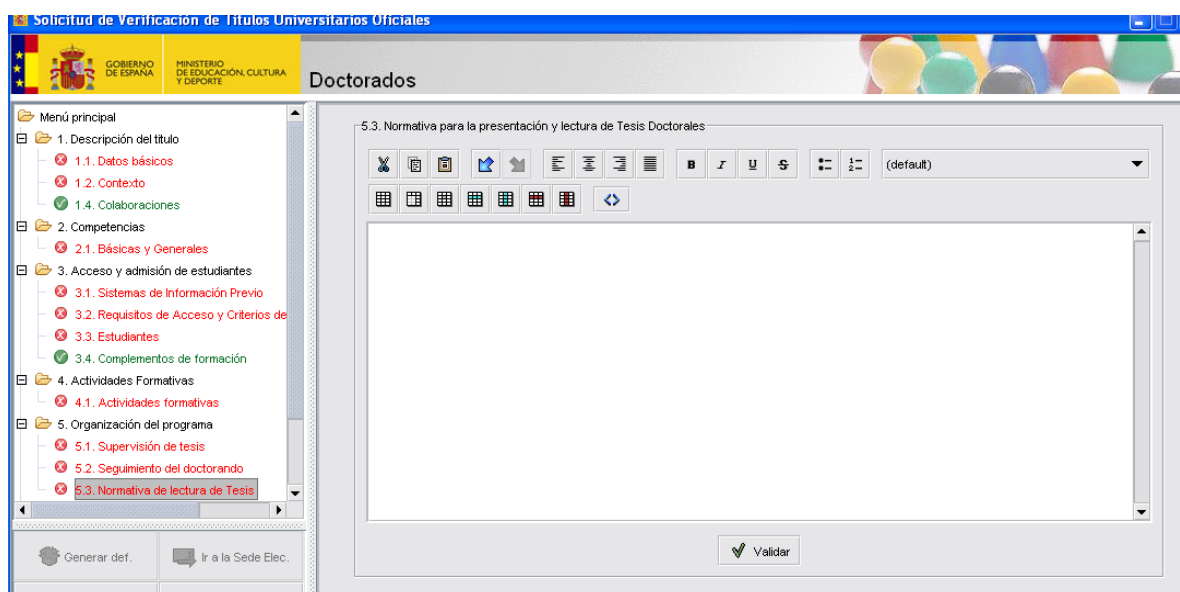 Solicitud de Verificación de Títulos Universitarios Oficiales
GOBIERNO
DE ESPAÑA
MINISTERIO
DE EDUCACIÓN, CULTURA
Y DEPORTE
Doctorados
Menú principal
1. Descripción del título
1.1. Datos básicos
1.2. Contexto
1.4. Colaboraciones
2. Competencias
2.1. Básicas y Generales
3. Acceso y admisión de estudiantes
3.1. Sistemas de Información Previo
3.2. Requisitos de Acceso y Criterios de
3.3. Estudiantes
3.4. Complementos de formación
4. Actividades Formativas
4.1. Actividades formativas
5. Organización del programa
5.1. Supervisión de tesis
5.2. Seguimiento del doctorando
5.3. Normativa de lectura de Tesis
Generar def.
Ir a la Sede Elec.
5.3. Normativa para la presentación y lectura de Tesis Doctorales
B I U S
(default)
Validar